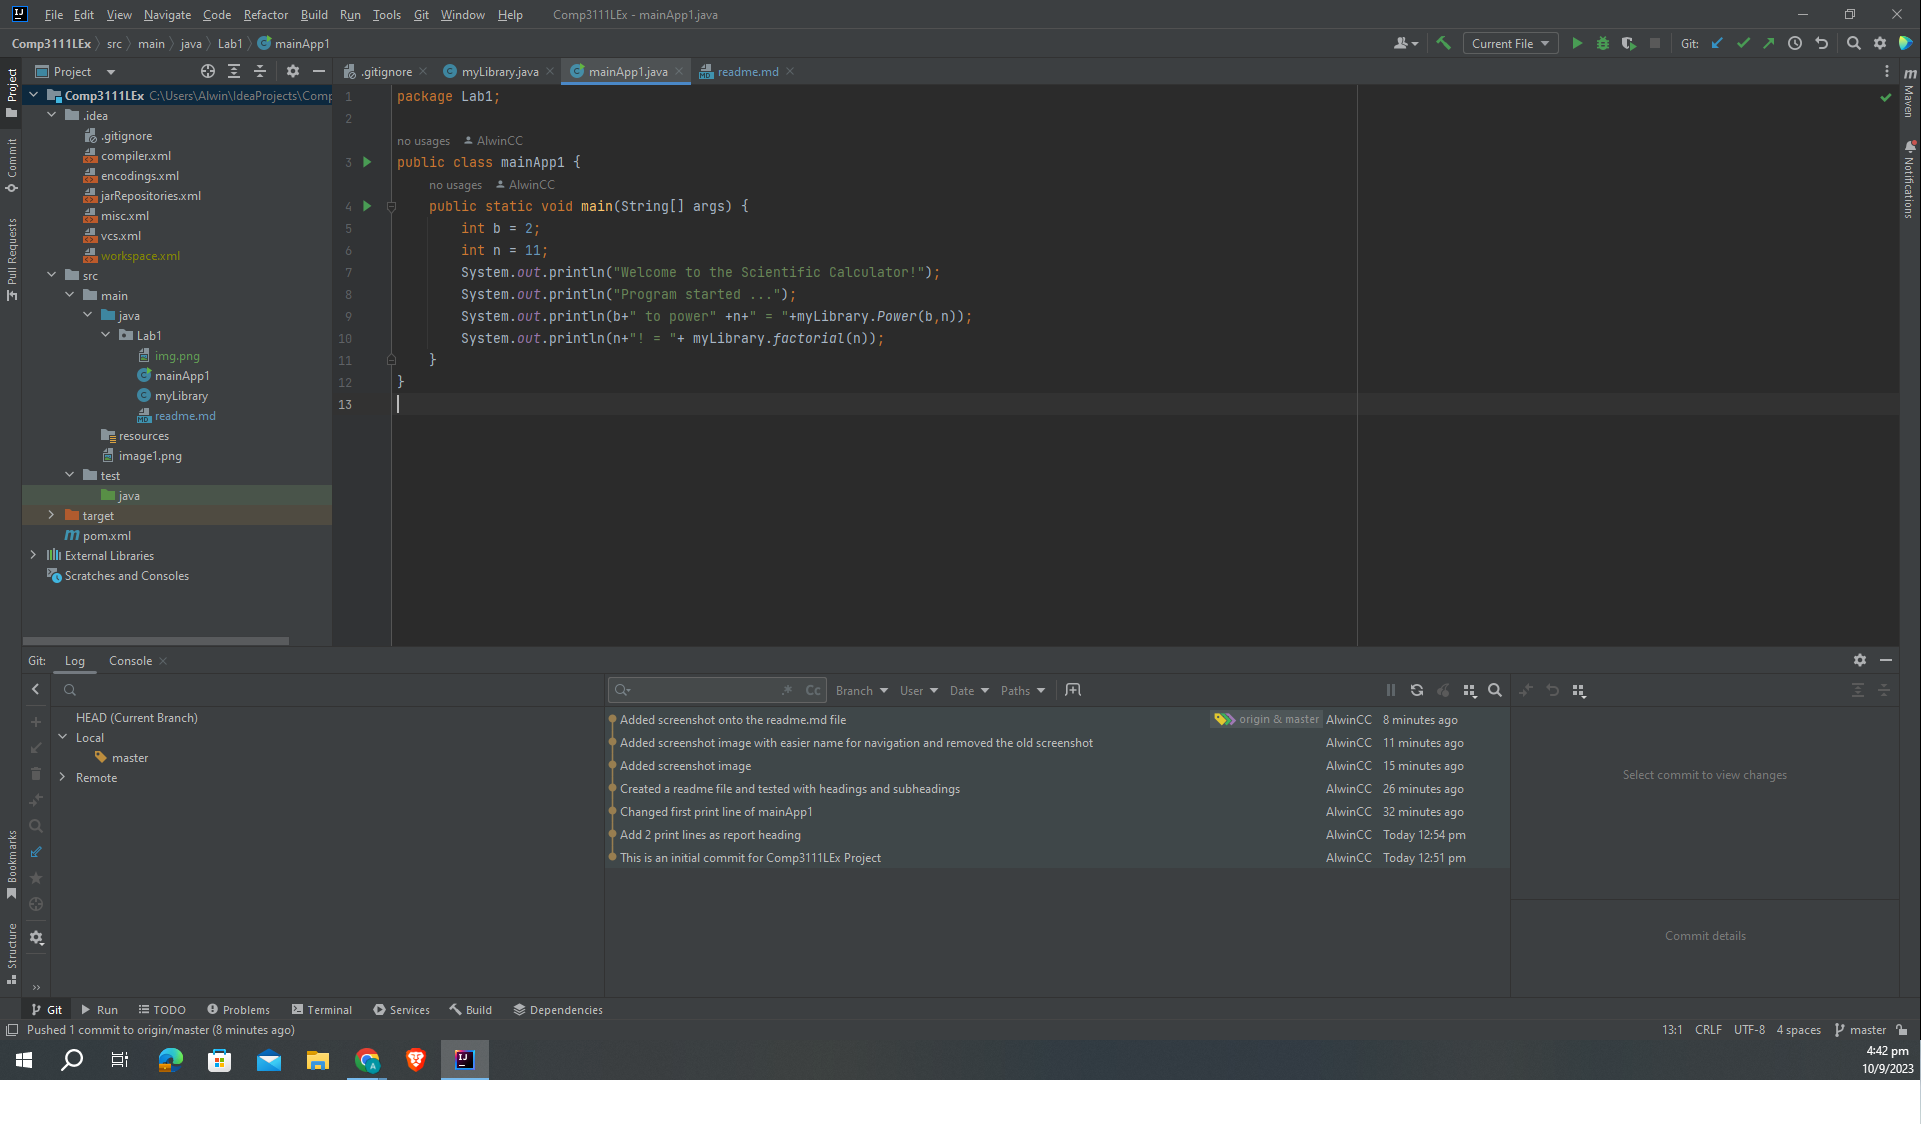 File Edit View Navigate Code Refactor Build Run Tools Git Window Help Comp3111LEx - mainApp1.java
Comp3111LEx src main java Lab1 mainApp1 Current File Git:
Project .gitignore myLibrary.java mainApp1.java readme.md
Project
Commit
Pull Requests
Bookmarks
Structure
Comp3111LEx C:\Users\Alwin\IdeaProjects\Comp
.idea
.gitignore
compiler.xml
encodings.xml
jarRepositories.xml
misc.xml
vcs.xml
workspace.xml
src
main
java
Lab1
img.png
mainApp1
myLibrary
readme.md
resources
image1.png
test
java
target
pom.xml
External Libraries
Scratches and Consoles
1 package Lab1;
2
no usages AlwinCC
3 public class mainApp1 {
no usages AlwinCC
4 public static void main(String[] args) {
5 int b = 2;
6 int n = 11;
7 System.out.println("Welcome to the Scientific Calculator!");
8 System.out.println("Program started ...");
9 System.out.println(b+" to power" +n+" = "+myLibrary.Power(b,n));
10 System.out.println(n+"! = "+ myLibrary.factorial(n));
11 }
12 }
13
m
Maven
Notifications
Git: Log Console
Cc Branch User Date Paths
HEAD (Current Branch)
Local
master
Remote
Added screenshot onto the readme.md file origin & master AlwinCC 8 minutes ago
Added screenshot image with easier name for navigation and removed the old screenshot AlwinCC 11 minutes ago
Added screenshot image AlwinCC 15 minutes ago
Created a readme file and tested with headings and subheadings AlwinCC 26 minutes ago
Changed first print line of mainApp1 AlwinCC 32 minutes ago
Add 2 print lines as report heading AlwinCC Today 12:54 pm
This is an initial commit for Comp3111LEx Project AlwinCC Today 12:51 pm
Select commit to view changes
Commit details
Git Run TODO Problems Terminal Services Build Dependencies
Pushed 1 commit to origin/master (8 minutes ago) 13:1 CRLF UTF-8 4 spaces master
4:42 pm
10/9/2023